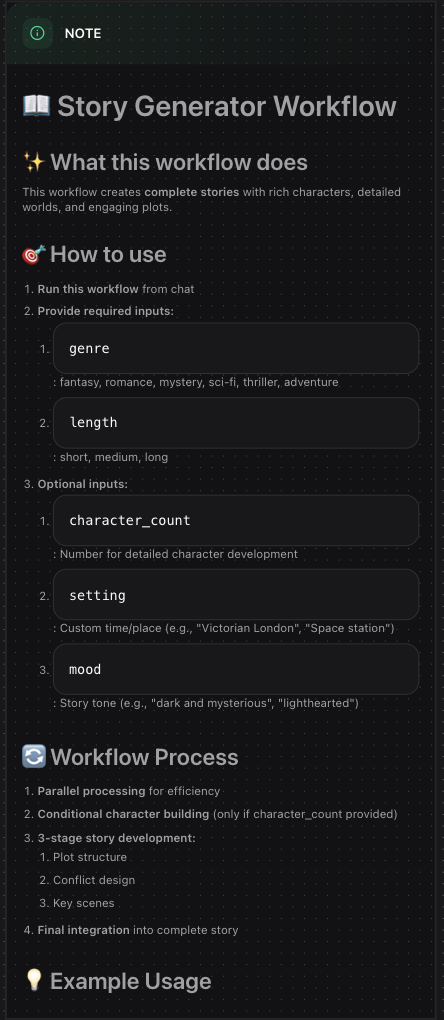 NOTE
📖 Story Generator Workflow
✨ What this workflow does
This workflow creates complete stories with rich characters, detailed
worlds, and engaging plots.
🎯 How to use
1. Run this workflow from chat
2. Provide required inputs:
1. genre
: fantasy, romance, mystery, sci-fi, thriller, adventure
2. length
: short, medium, long
3. Optional inputs:
1. character_count
: Number for detailed character development
2. setting
: Custom time/place (e.g., "Victorian London", "Space station")
3. mood
: Story tone (e.g., "dark and mysterious", "lighthearted")
🔄 Workflow Process
1. Parallel processing for efficiency
2. Conditional character building (only if character_count provided)
3. 3-stage story development:
1. Plot structure
2. Conflict design
3. Key scenes
4. Final integration into complete story
💡 Example Usage